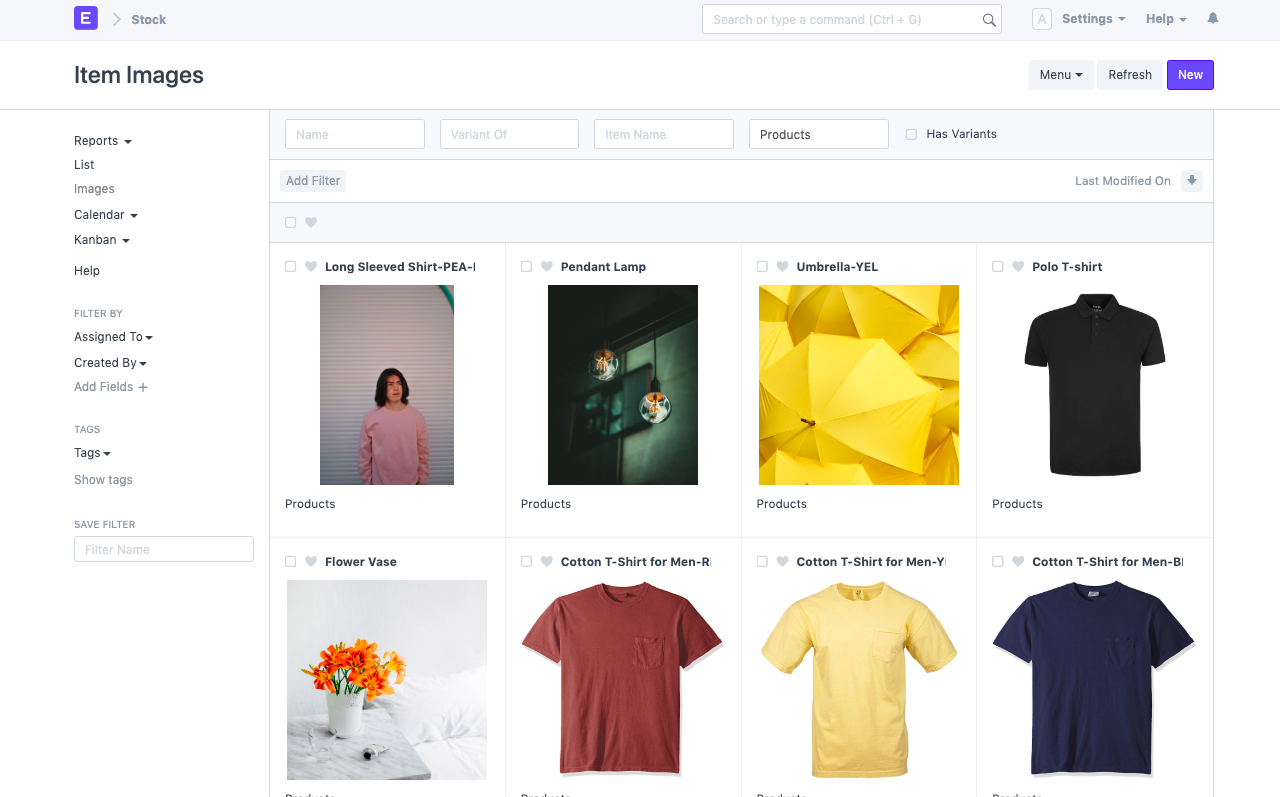 E Stock Search or type a command (Ctrl + G) A Settings Help
Item Images Menu Refresh New
Reports
List
Images
Calendar
Kanban
Help
FILTER BY
Assigned To
Created By
Add Fields +
TAGS
Tags
Show tags
SAVE FILTER
Filter Name
Name Variant Of Item Name Products Has Variants
Add Filter Last Modified On
Long Sleeved Shirt-PEA- Pendant Lamp Umbrella-YEL Polo T-shirt
Products Products Products Products
Flower Vase Cotton T-Shirt for Men-R Cotton T-Shirt for Men-Y Cotton T-Shirt for Men-Bl
Products Products Products Products